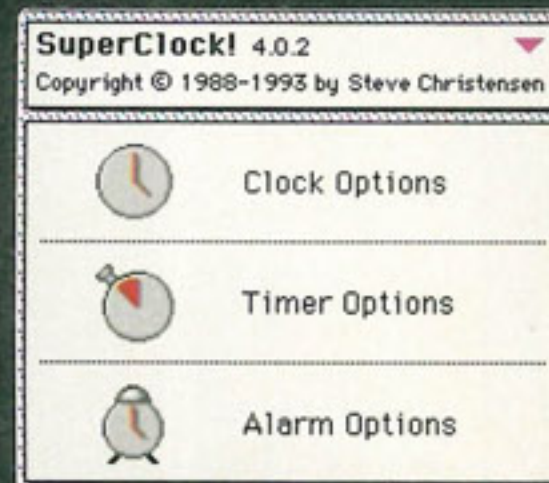 SuperClock! 4.0.2
Copyright © 1988-1993 by Steve Christensen
Clock Options
Timer Options
Alarm Options